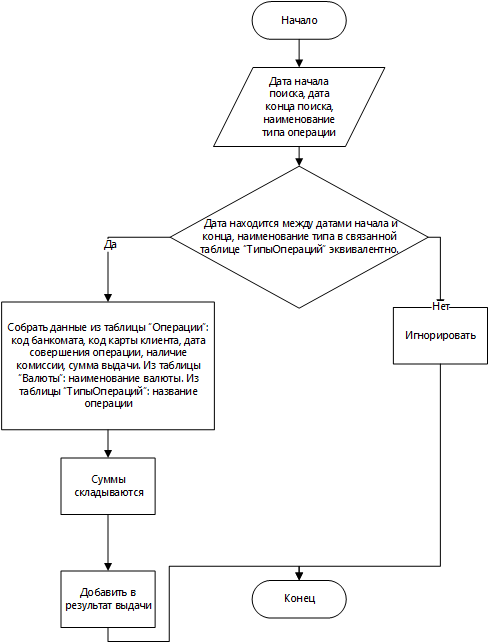 Начало
Дата начала
поиска, дата
конца поиска,
наименование
типа операции
Дата находится между датами начала и
конца, наименование типа в связанной
таблице "ТипыОпераций" эквивалентно.
Да
Нет
Собрать данные из таблицы "Операции":
код банкомата, код карты клиента, дата
совершения операции, наличие
комиссии, сумма выдачи. Из таблицы
"Валюты": наименование валюты. Из
таблицы "ТипыОпераций": название
операции
Игнорировать
Суммы
складываются
Добавить в
результат выдачи
Конец